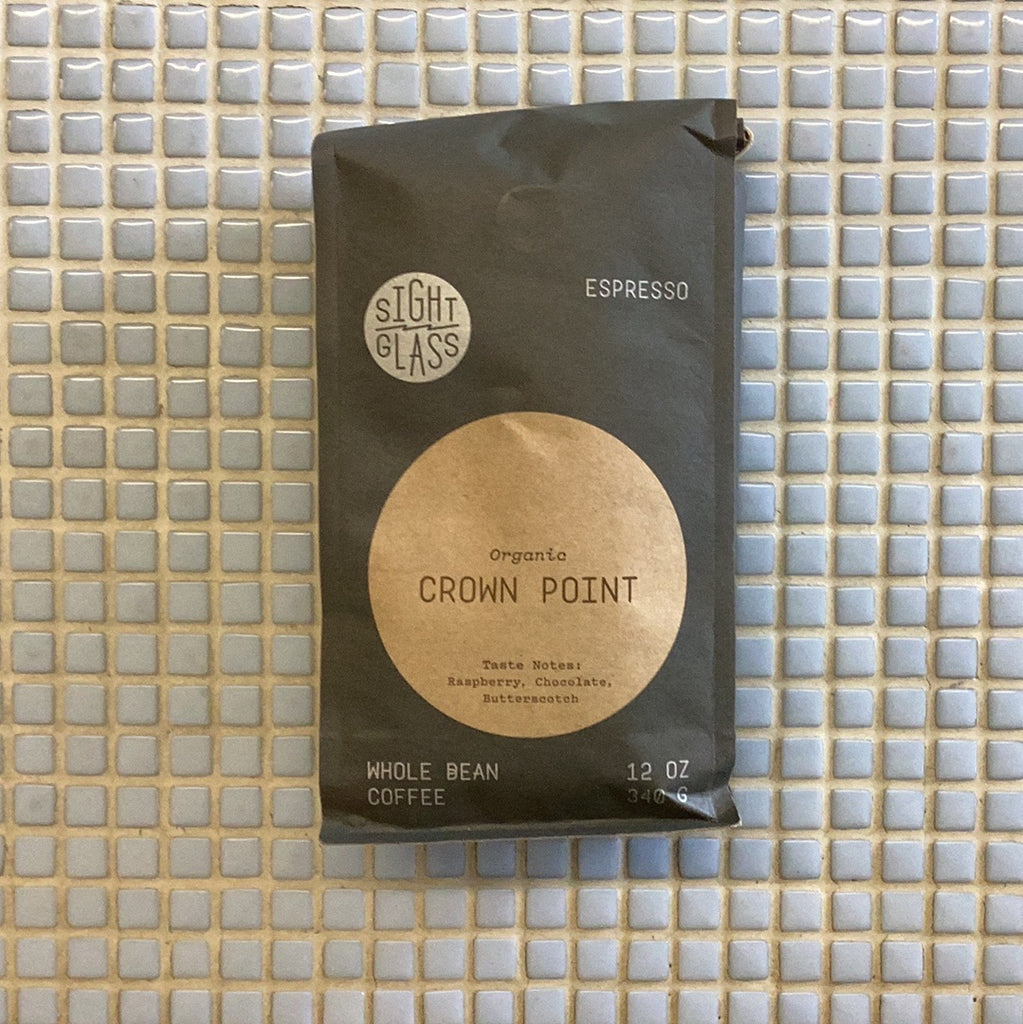 ESPRESSO
SIGHT
GLASS
Organic
CROWN POINT
Taste Notes:
Raspberry, Chocolate,
Butterscotch
WHOLE BEAN
COFFEE
12 OZ
340 G